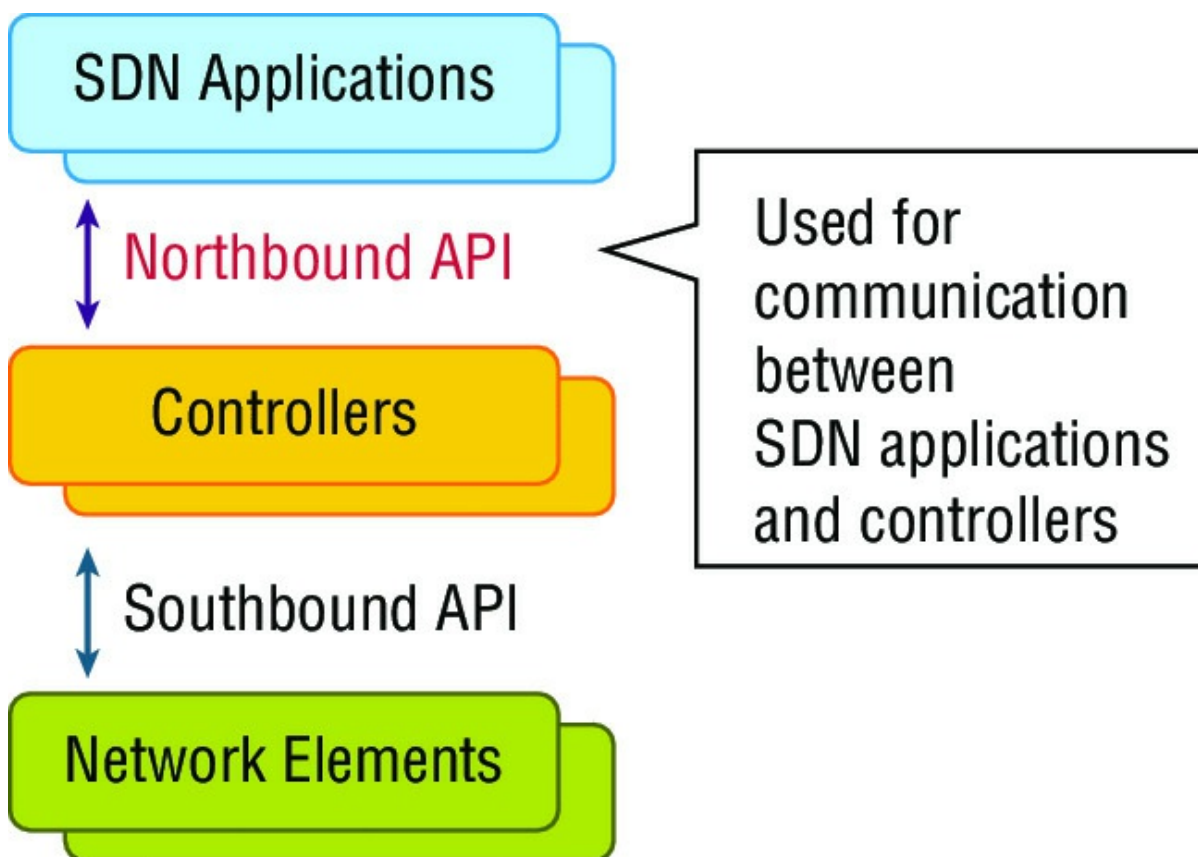 SDN Applications
Northbound API
Used for
communication
between
SDN applications
and controllers
Controllers
Southbound API
Network Elements